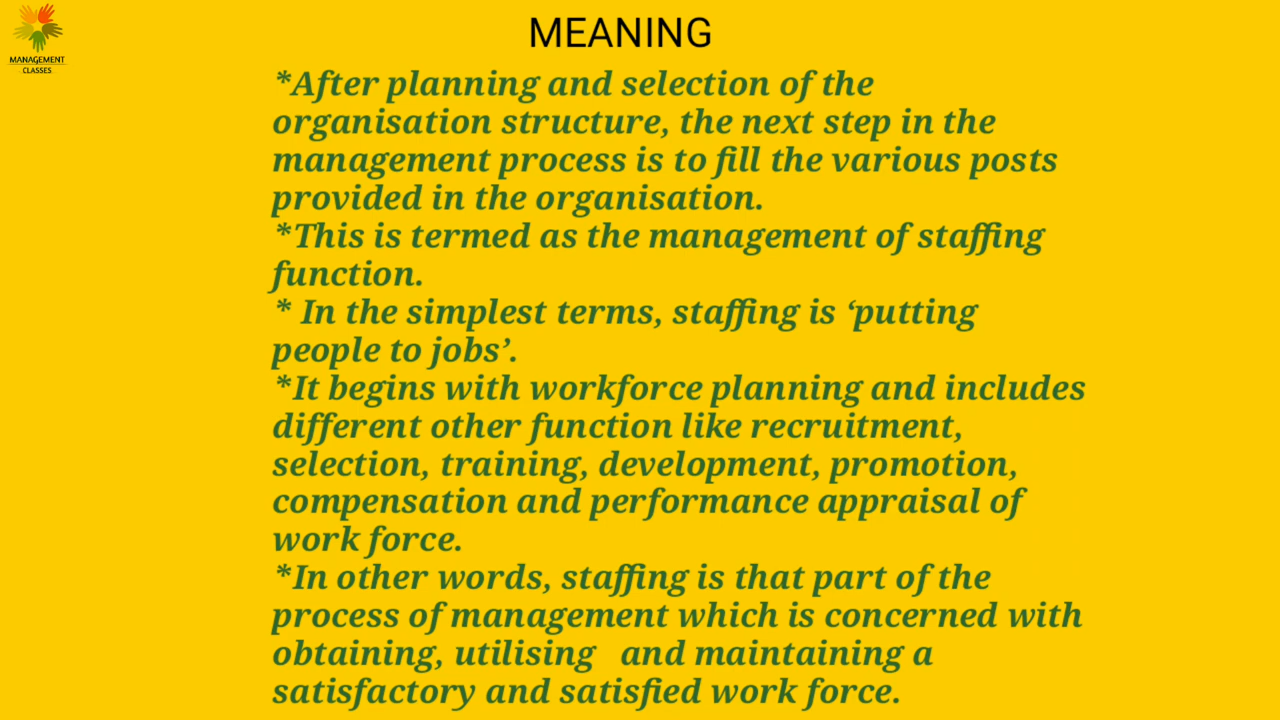 MANAGEMENT
CLASSES
MEANING
*After planning and selection of the
organisation structure, the next step in the
management process is to fill the various posts
provided in the organisation.
*This is termed as the management of staffing
function.
* In the simplest terms, staffing is ‘putting
people to jobs’.
*It begins with workforce planning and includes
different other function like recruitment,
selection, training, development, promotion,
compensation and performance appraisal of
work force.
*In other words, staffing is that part of the
process of management which is concerned with
obtaining, utilising   and maintaining a
satisfactory and satisfied work force.